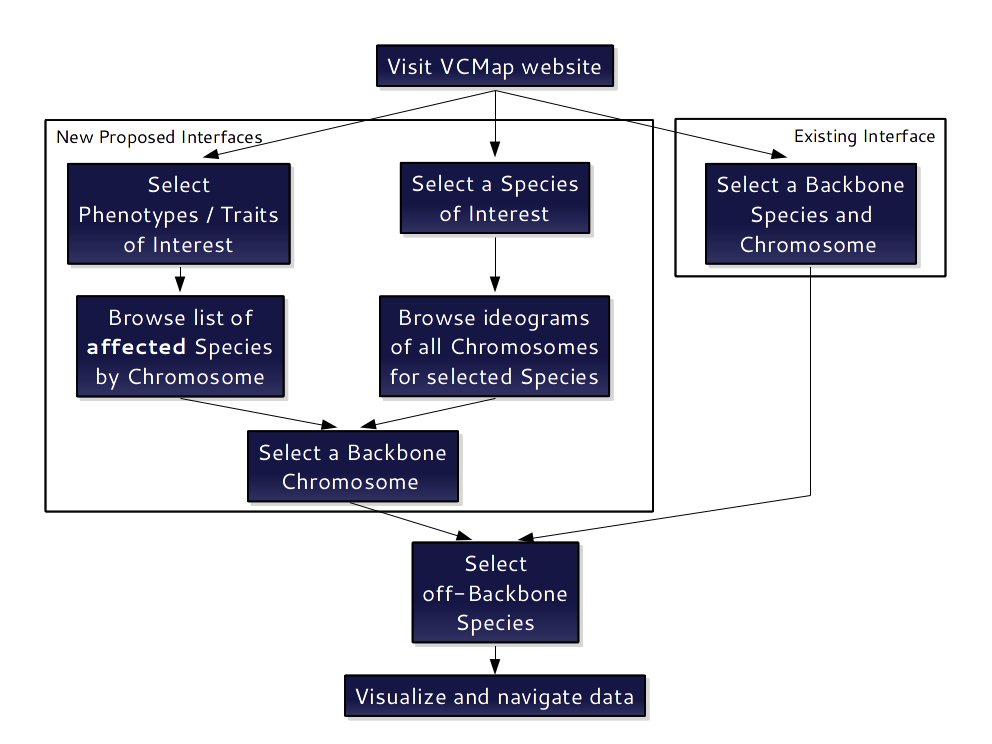 Visit VCMap website
New Proposed Interfaces
Existing Interface
Select
Phenotypes / Traits
of Interest
Select a Species
of Interest
Select a Backbone
Species and
Chromosome
Browse list of
affected Species
by Chromosome
Browse ideograms
of all Chromosomes
for selected Species
Select a Backbone
Chromosome
Select
off-Backbone
Species
Visualize and navigate data